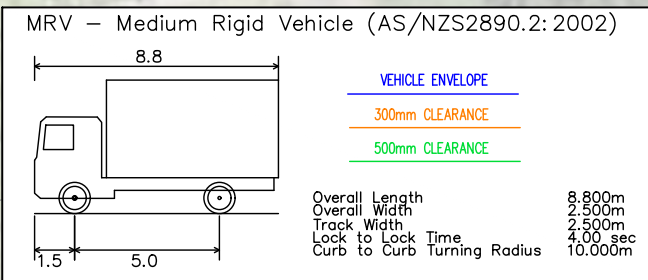 MRV - Medium Rigid Vehicle (AS/NZS2890.2:2002)
8.8
VEHICLE ENVELOPE
300mm CLEARANCE
500mm CLEARANCE
Overall Length 8.800m
Overall Width 2.500m
Track Width 2.500m
Lock to Lock Time 4.00 sec
Curb to Curb Turning Radius 10.000m
1.5 5.0